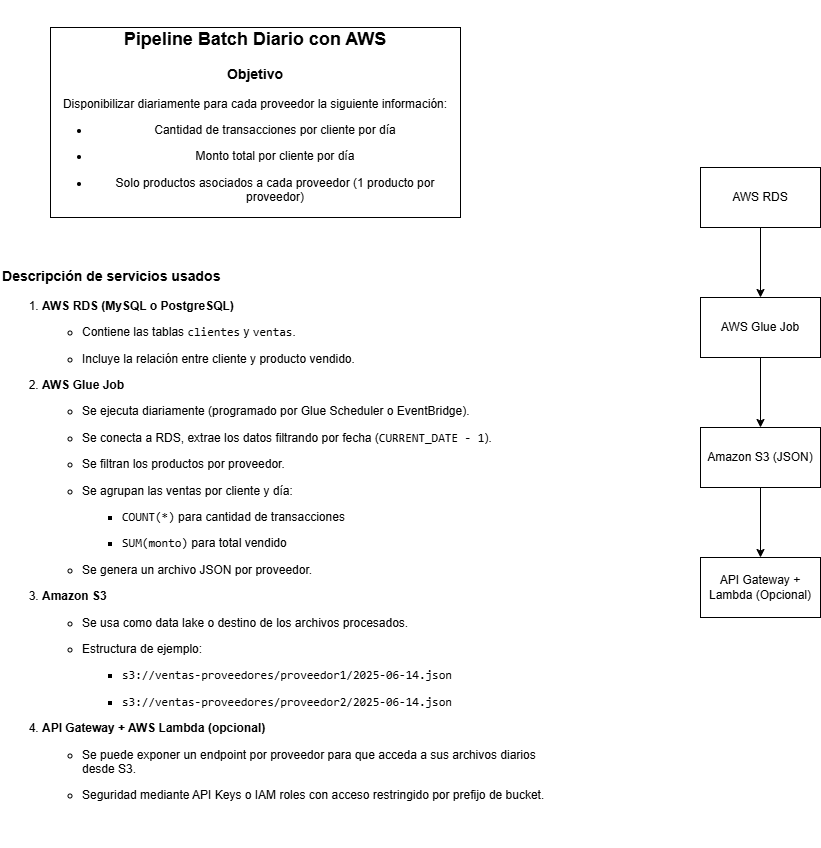 Pipeline Batch Diario con AWS
Objetivo
Disponibilizar diariamente para cada proveedor la siguiente información:
• Cantidad de transacciones por cliente por día
• Monto total por cliente por día
• Solo productos asociados a cada proveedor (1 producto por
proveedor)
Descripción de servicios usados
1. AWS RDS (MySQL o PostgreSQL)
○ Contiene las tablas clientes y ventas.
○ Incluye la relación entre cliente y producto vendido.
2. AWS Glue Job
○ Se ejecuta diariamente (programado por Glue Scheduler o EventBridge).
○ Se conecta a RDS, extrae los datos filtrando por fecha (CURRENT_DATE - 1).
○ Se filtran los productos por proveedor.
○ Se agrupan las ventas por cliente y día:
▪ COUNT(*) para cantidad de transacciones
▪ SUM(monto) para total vendido
○ Se genera un archivo JSON por proveedor.
3. Amazon S3
○ Se usa como data lake o destino de los archivos procesados.
○ Estructura de ejemplo:
▪ s3://ventas-proveedores/proveedor1/2025-06-14.json
▪ s3://ventas-proveedores/proveedor2/2025-06-14.json
4. API Gateway + AWS Lambda (opcional)
○ Se puede exponer un endpoint por proveedor para que acceda a sus archivos diarios
desde S3.
○ Seguridad mediante API Keys o IAM roles con acceso restringido por prefijo de bucket.
AWS RDS
AWS Glue Job
Amazon S3 (JSON)
API Gateway +
Lambda (Opcional)